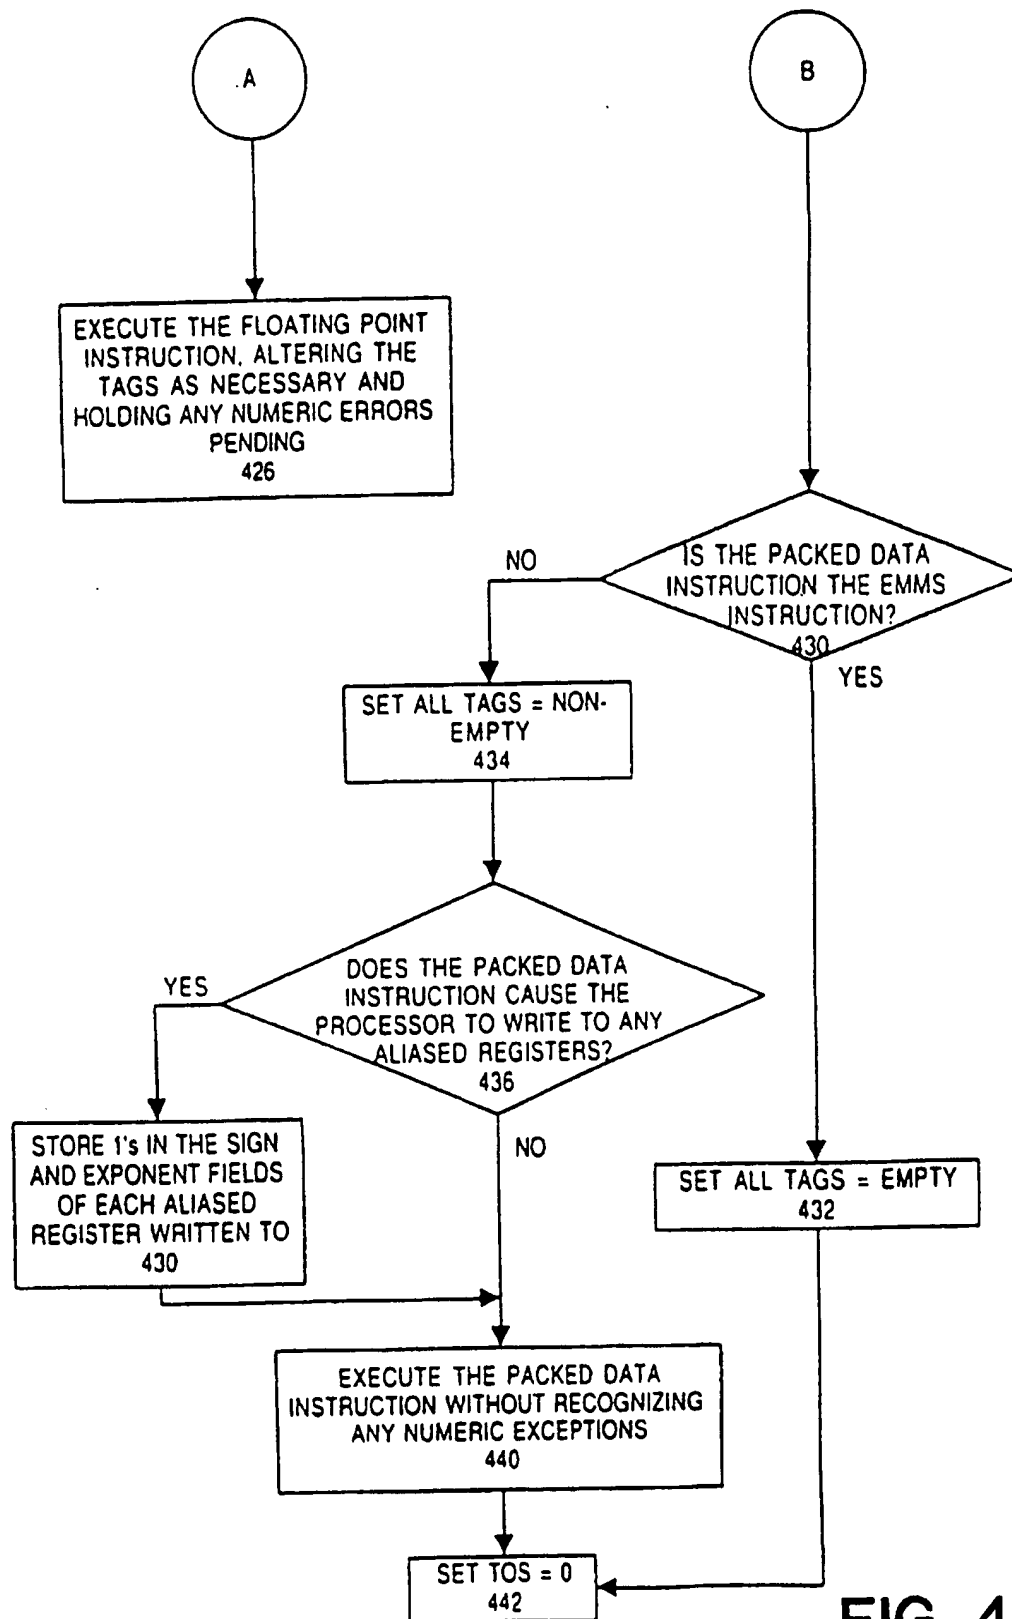 A
B
EXECUTE THE FLOATING POINT
INSTRUCTION, ALTERING THE
TAGS AS NECESSARY AND
HOLDING ANY NUMERIC ERRORS
PENDING
426
IS THE PACKED DATA
INSTRUCTION THE EMMS
INSTRUCTION?
430
NO
YES
SET ALL TAGS = NON-
EMPTY
434
DOES THE PACKED DATA
INSTRUCTION CAUSE THE
PROCESSOR TO WRITE TO ANY
ALIASED REGISTERS?
436
YES
NO
STORE 1's IN THE SIGN
AND EXPONENT FIELDS
OF EACH ALIASED
REGISTER WRITTEN TO
430
SET ALL TAGS = EMPTY
432
EXECUTE THE PACKED DATA
INSTRUCTION WITHOUT RECOGNIZING
ANY NUMERIC EXCEPTIONS
440
SET TOS = 0
442
FIG. 4